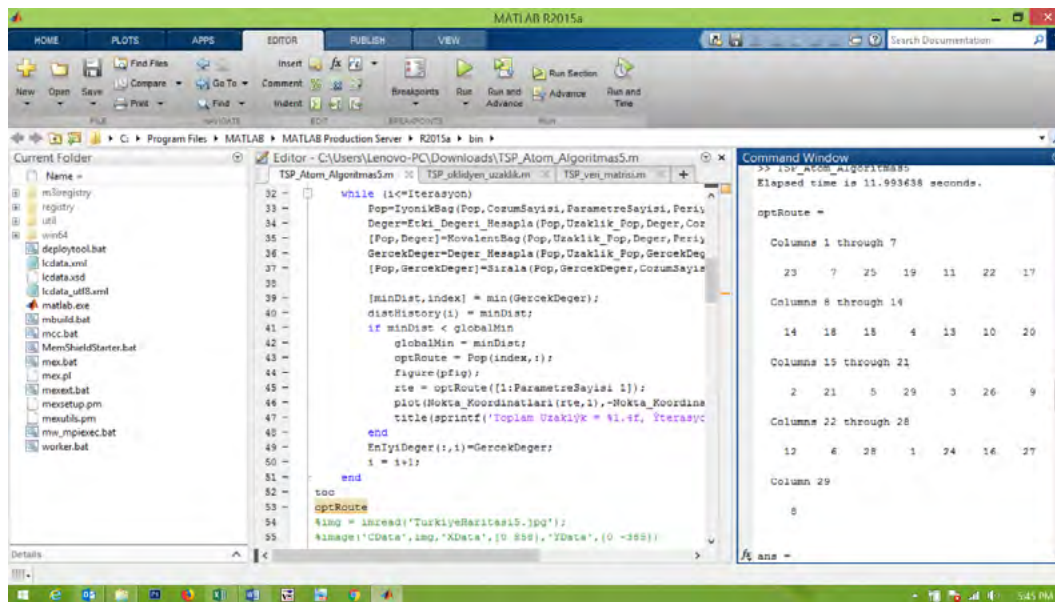 MATLAB R2015a
HOME PLOTS APPS EDITOR PUBLISH VIEW
Search Documentation
New Open Save Find Files Compare Print Go To Find Insert Comment Indent Breakpoints Run Run and Advance Run Section Advance Run and Time
FILE NAVIGATE EDIT BREAKPOINTS RUN
C: Program Files MATLAB MATLAB Production Server R2015a bin
Current Folder
Name
m3iregistry
registry
util
win64
deploytool.bat
lcdata.xml
lcdata.xsd
lcdata_utf8.xml
matlab.exe
mbuild.bat
mcc.bat
MemShieldStarter.bat
mex.bat
mex.pl
mexext.bat
mexsetup.pm
mexutils.pm
mw_mpiexec.bat
worker.bat
Details
Editor - C:\Users\Lenovo-PC\Downloads\TSP_Atom_Algoritmas5.m
TSP_Atom_Algoritmas5.m TSP_oklidyen_uzaklik.m TSP_veri_matrisi.m +
32 - while (i<=Iterasyon)
33 - Pop=IyonikBag(Pop,CozumSayisi,ParametreSayisi,Periy
34 - Deger=Etki_Degeri_Hesapla(Pop,Uzaklik_Pop,Deger,Coz
35 - [Pop,Deger]=KovalentBag(Pop,Uzaklik_Pop,Deger,Periy
36 - GercekDeger=Deger_Hesapla(Pop,Uzaklik_Pop,GercekDeg
37 - [Pop,GercekDeger]=Sirala(Pop,GercekDeger,CozumSayis
38
39 - [minDist,index] = min(GercekDeger);
40 - distHistory(i) = minDist;
41 - if minDist < globalMin
42 - globalMin = minDist;
43 - optRoute = Pop(index,:);
44 - figure(pfig);
45 - rte = optRoute([1:ParametreSayisi 1]);
46 - plot(Nokta_Koordinatlari(rte,1),-Nokta_Koordina
47 - title(sprintf('Toplam Uzaklýk = %1.4f, Ýterasyo
48 - end
49 - EnIyiDeger(:,i)=GercekDeger;
50 - i = i+1;
51 - end
52 - toc
53 - optRoute
54 %img = imread('TurkiyeHaritasi5.jpg');
55 %image('CData',img,'XData',[0 858],'YData',[0 -365])
Command Window
>> TSP_Atom_Algoritmas5
Elapsed time is 11.993638 seconds.
optRoute =
Columns 1 through 7
23 7 25 19 11 22 17
Columns 8 through 14
14 18 15 4 13 10 20
Columns 15 through 21
2 21 5 29 3 26 9
Columns 22 through 28
12 6 28 1 24 16 27
Column 29
8
fx ans =
5:45 PM